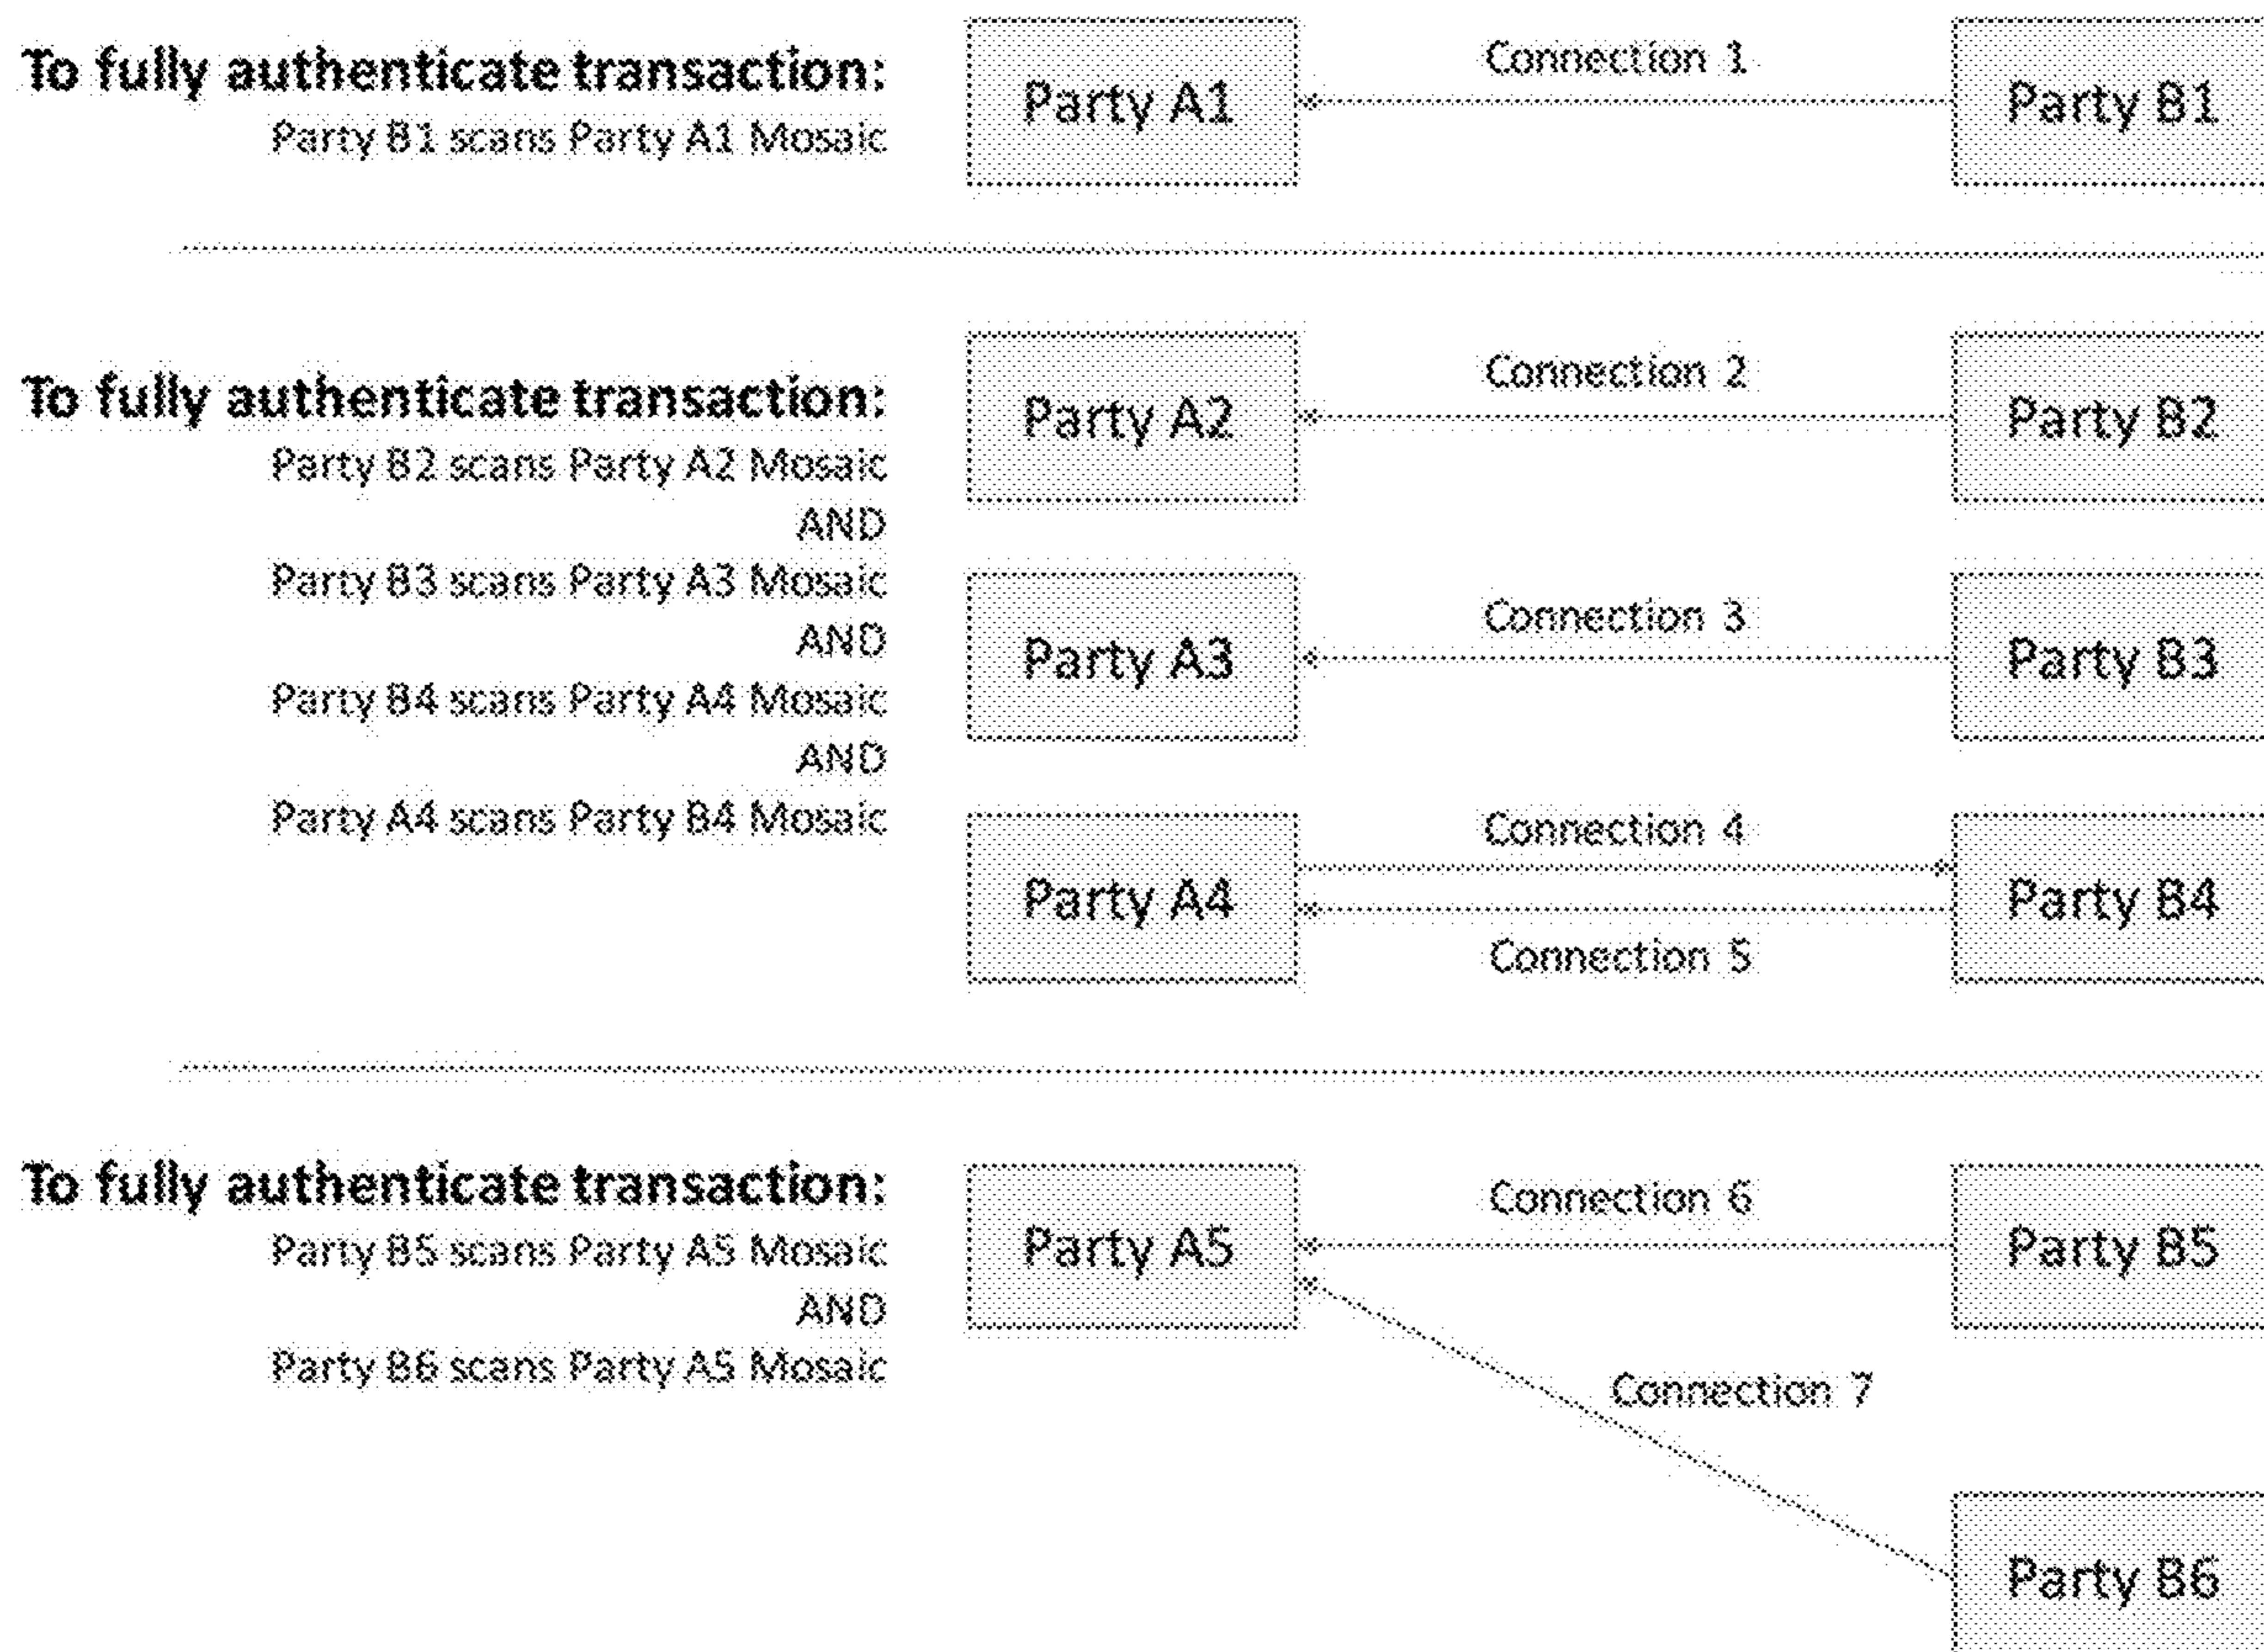 To fully authenticate transaction:
Party B1 scans Party A1 Mosaic
Party A1
Connection 1
Party B1
To fully authenticate transaction:
Party B2 scans Party A2 Mosaic
AND
Party B3 scans Party A3 Mosaic
AND
Party B4 scans Party A4 Mosaic
AND
Party A4 scans Party B4 Mosaic
Party A2
Connection 2
Party B2
Party A3
Connection 3
Party B3
Party A4
Connection 4
Connection 5
Party B4
To fully authenticate transaction:
Party B5 scans Party A5 Mosaic
AND
Party B6 scans Party A5 Mosaic
Party A5
Connection 6
Party B5
Connection 7
Party B6